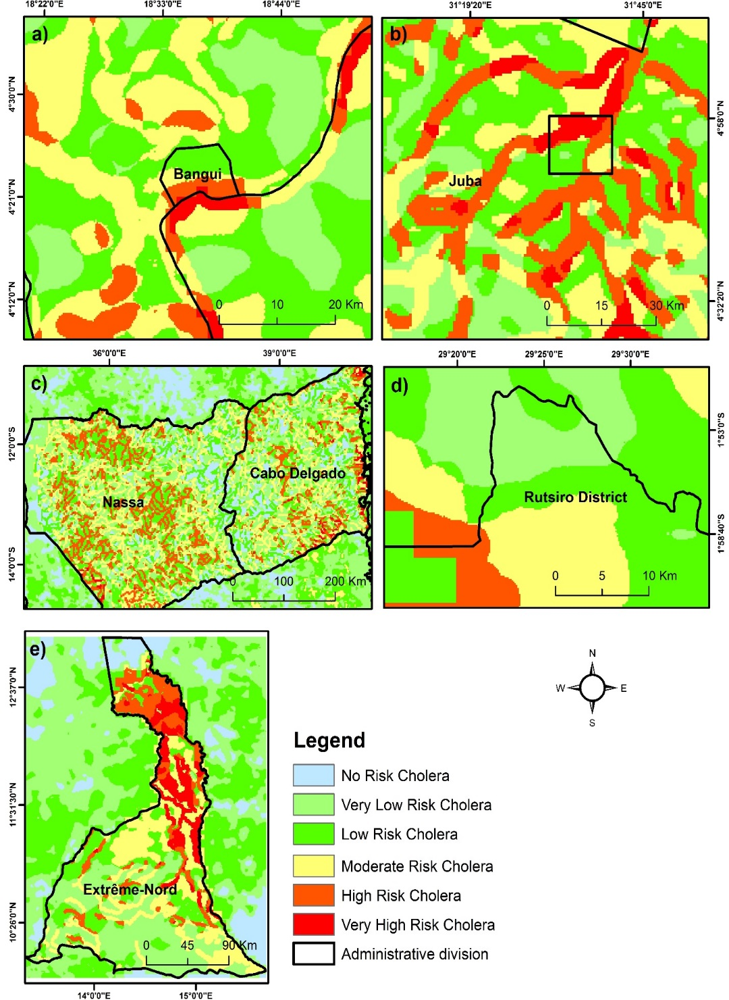 18°22'0"E 18°33'0"E 18°44'0"E
31°19'20"E 31°45'0"E
a)
b)
4°30'0"N
4°21'0"N
4°12'0"N
Bangui
0 10 20 Km
4°58'0"N
4°32'20"N
Juba
0 15 30 Km
36°0'0"E 39°0'0"E
29°20'0"E 29°25'0"E 29°30'0"E
c)
d)
12°0'0"S
14°0'0"S
Nassa
Cabo Delgado
0 100 200 Km
1°53'0"S
1°58'40"S
Rutsiro District
0 5 10 Km
e)
12°37'0"N
11°31'30"N
10°26'0"N
Extrême-Nord
0 45 90 Km
14°0'0"E 15°0'0"E
N
W E
S
Legend
No Risk Cholera
Very Low Risk Cholera
Low Risk Cholera
Moderate Risk Cholera
High Risk Cholera
Very High Risk Cholera
Administrative division